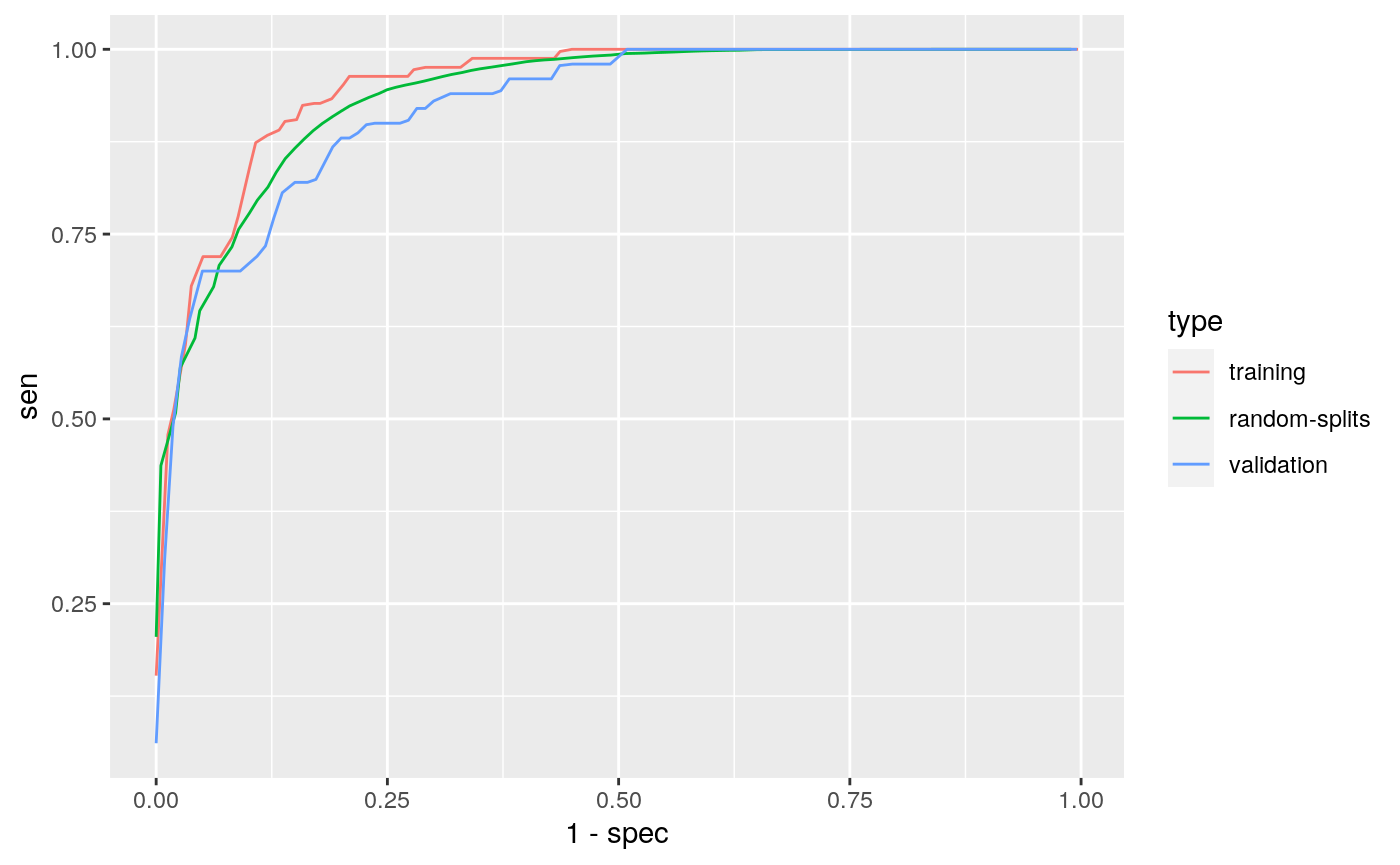 1.00
0.75
0.50
0.25
sen
0.00 0.25 0.50 0.75 1.00
1 - spec
type
training
random-splits
validation